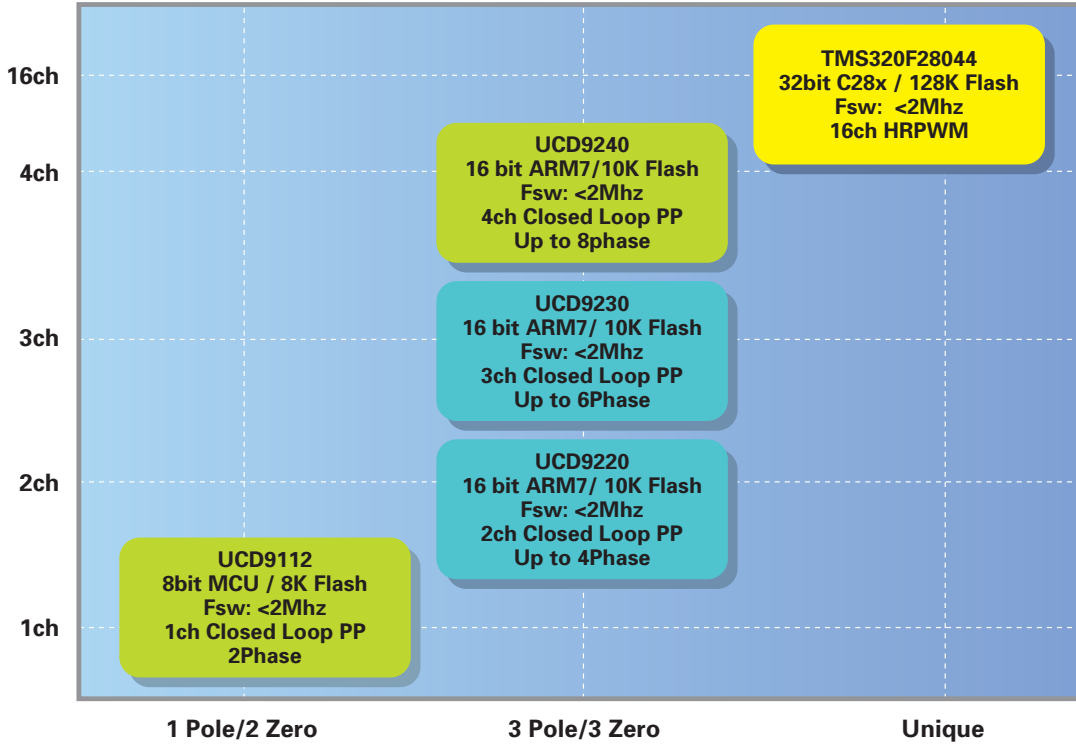 16ch
4ch
3ch
2ch
1ch
TMS320F28044
32bit C28x / 128K Flash
Fsw:  <2Mhz
16ch HRPWM
UCD9240
16 bit ARM7/10K Flash
Fsw: <2Mhz
4ch Closed Loop PP
Up to 8phase
UCD9230
16 bit ARM7/ 10K Flash
Fsw: <2Mhz
3ch Closed Loop PP
Up to 6Phase
UCD9220
16 bit ARM7/ 10K Flash
Fsw: <2Mhz
2ch Closed Loop PP
Up to 4Phase
UCD9112
8bit MCU / 8K Flash
Fsw: <2Mhz
1ch Closed Loop PP
2Phase
1 Pole/2 Zero
3 Pole/3 Zero
Unique